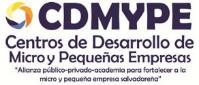 CDMYPE
Centros de Desarrollo de
Micro y Pequeñas Empresas
"Alianza público-privado-academia para fortalecer a la
micro y pequeña empresa salvadoreña"